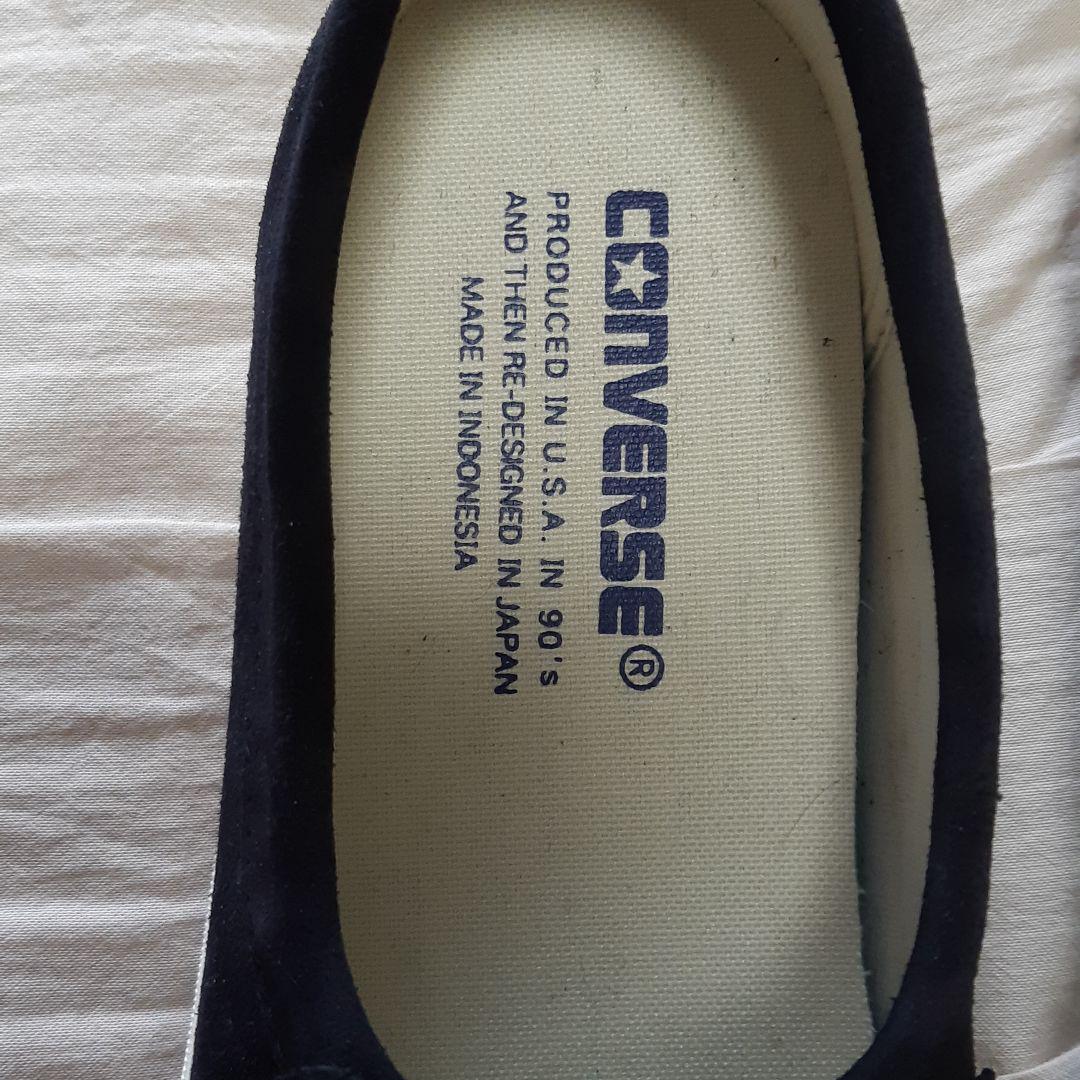 CONVERSE®
PRODUCED IN U.S.A. IN 90's
AND THEN RE-DESIGNED IN JAPAN
MADE IN INDONESIA